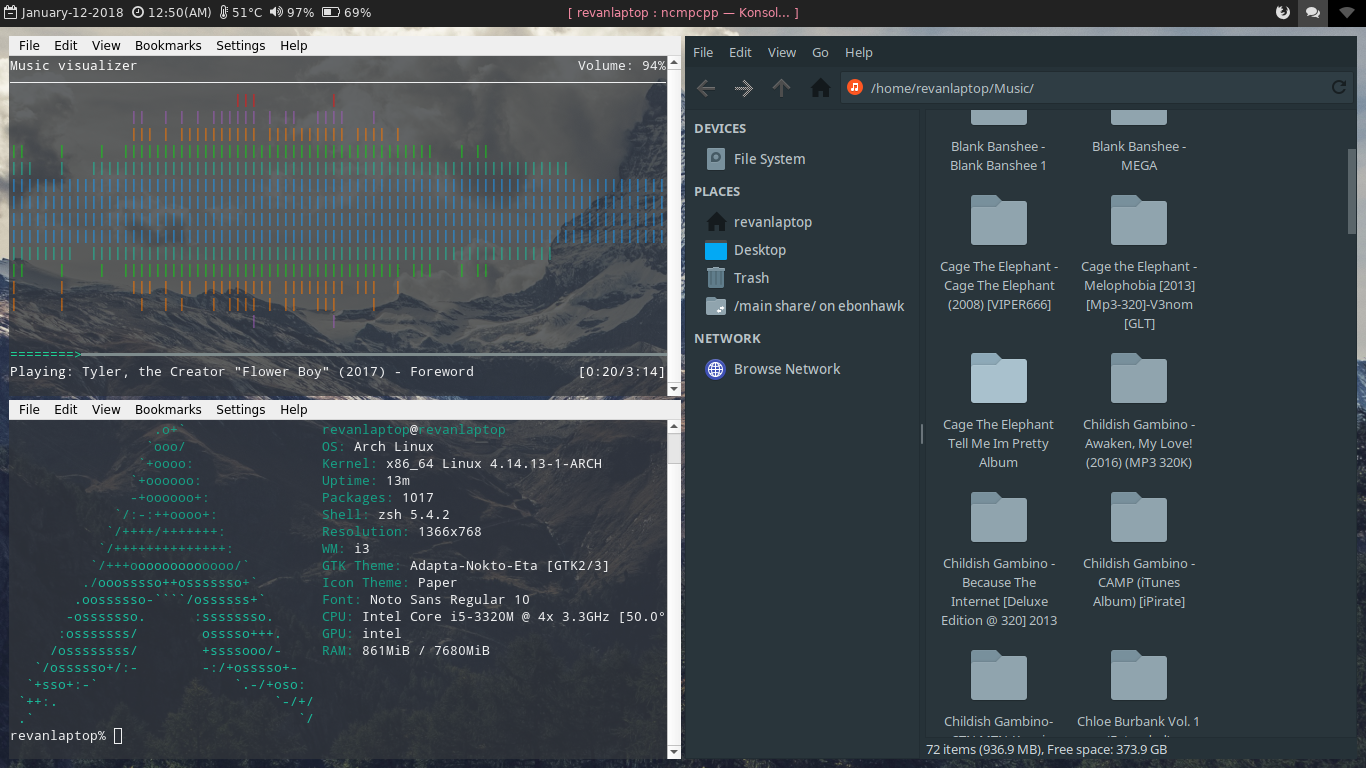 January-12-2018 12:50(AM) 51°C 97% 69% [ revanlaptop : ncmpcpp — Konsol... ]
File Edit View Bookmarks Settings Help
Music visualizer Volume: 94%
========>
Playing: Tyler, the Creator "Flower Boy" (2017) - Foreword [0:20/3:14]
File Edit View Bookmarks Settings Help
revanlaptop@revanlaptop
OS: Arch Linux
Kernel: x86_64 Linux 4.14.13-1-ARCH
Uptime: 13m
Packages: 1017
Shell: zsh 5.4.2
Resolution: 1366x768
WM: i3
GTK Theme: Adapta-Nokto-Eta [GTK2/3]
Icon Theme: Paper
Font: Noto Sans Regular 10
CPU: Intel Core i5-3320M @ 4x 3.3GHz [50.0°
GPU: intel
RAM: 861MiB / 7680MiB
revanlaptop%
File Edit View Go Help
/home/revanlaptop/Music/
DEVICES
File System
PLACES
revanlaptop
Desktop
Trash
/main share/ on ebonhawk
NETWORK
Browse Network
Blank Banshee -
Blank Banshee 1
Blank Banshee -
MEGA
Cage The Elephant -
Cage The Elephant
(2008) [VIPER666]
Cage the Elephant -
Melophobia [2013]
[Mp3-320]-V3nom
[GLT]
Cage The Elephant
Tell Me Im Pretty
Album
Childish Gambino -
Awaken, My Love!
(2016) (MP3 320K)
Childish Gambino -
Because The
Internet [Deluxe
Edition @ 320] 2013
Childish Gambino -
CAMP (iTunes
Album) [iPirate]
Childish Gambino-
Chloe Burbank Vol. 1
72 items (936.9 MB), Free space: 373.9 GB